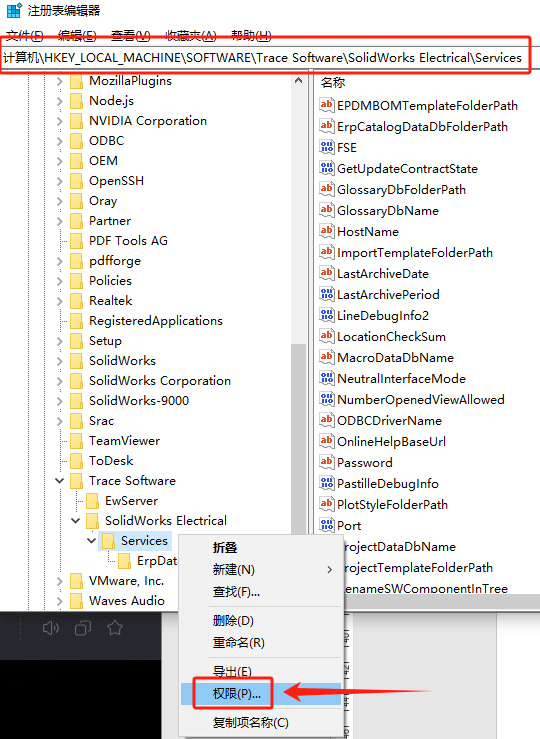 注册表编辑器
文件(F) 编辑(E) 查看(V) 收藏夹(A) 帮助(H)
计算机\HKEY_LOCAL_MACHINE\SOFTWARE\Trace Software\SolidWorks Electrical\Services
MozillaPlugins
Node.js
NVIDIA Corporation
ODBC
OEM
OpenSSH
Oray
Partner
PDF Tools AG
pdfforge
Policies
Realtek
RegisteredApplications
Setup
SolidWorks
SolidWorks Corporation
SolidWorks-9000
Srac
TeamViewer
ToDesk
Trace Software
EwServer
SolidWorks Electrical
Services
ErpDat
VMware, Inc.
Waves Audio
名称
EPDMBOMTemplateFolderPath
ErpCatalogDataDbFolderPath
FSE
GetUpdateContractState
GlossaryDbFolderPath
GlossaryDbName
HostName
ImportTemplateFolderPath
LastArchiveDate
LastArchivePeriod
LineDebugInfo2
LocationCheckSum
MacroDataDbName
NeutralInterfaceMode
NumberOpenedViewAllowed
ODBCDriverName
OnlineHelpBaseUrl
Password
PastilleDebugInfo
PlotStyleFolderPath
Port
rojectDataDbName
rojectTemplateFolderPath
enameSWComponentInTree
折叠
新建(N)
查找(F)...
删除(D)
重命名(R)
导出(E)
权限(P)...
复制项名称(C)